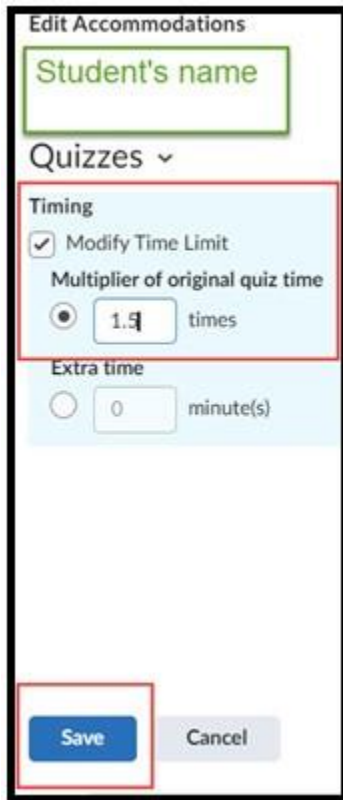 Edit Accommodations
Student's name
Quizzes
Timing
Modify Time Limit
Multiplier of original quiz time
1.5 times
Extra time
0 minute(s)
Save Cancel